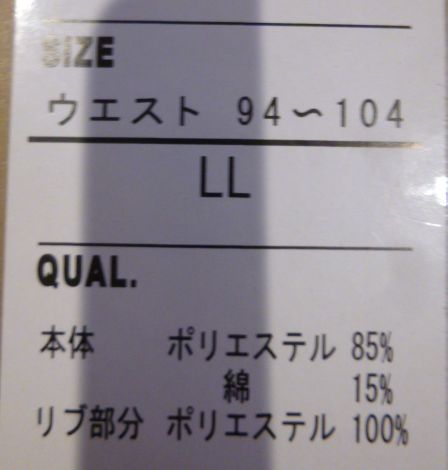 SIZE
ウエスト 94〜104
LL
QUAL.
本体 ポリエステル 85%
綿 15%
リブ部分 ポリエステル 100%